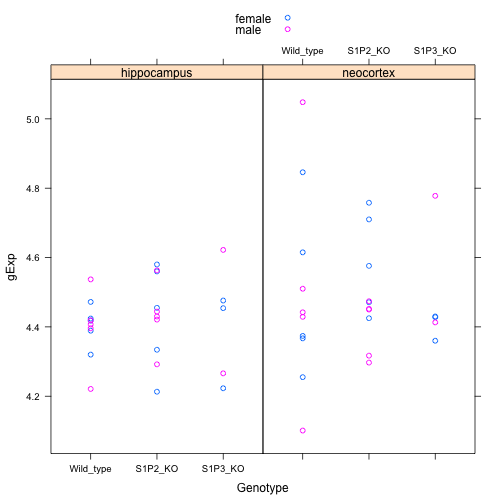 female
male
Wild_type S1P2_KO S1P3_KO
hippocampus neocortex
5.0
4.8
4.6
gExp
4.4
4.2
Wild_type S1P2_KO S1P3_KO
Genotype